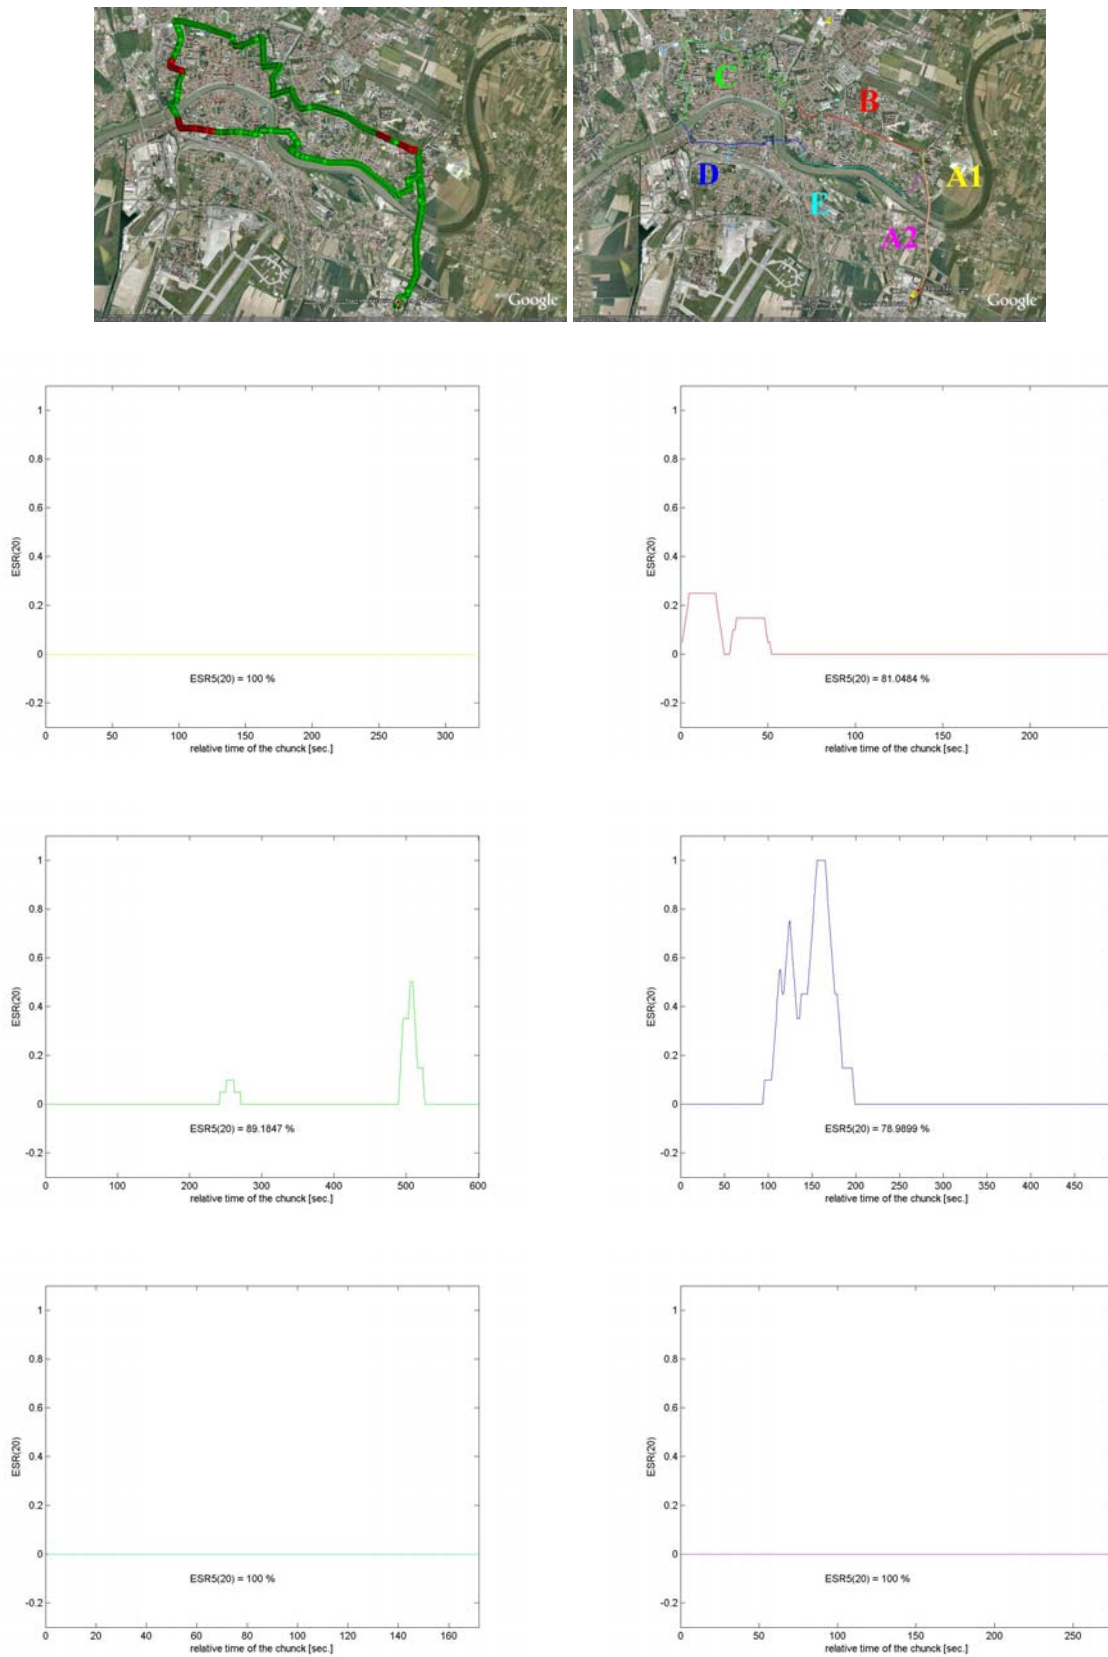 C
B
D
E
A1
A2
Google
Google
1
0.8
0.6
0.4
0.2
0
-0.2
ESR(20)
ESR5(20) = 100 %
0 50 100 150 200 250 300
relative time of the chunck [sec.]
1
0.8
0.6
0.4
0.2
0
-0.2
ESR(20)
ESR5(20) = 81.0484 %
0 50 100 150 200
relative time of the chunck [sec.]
1
0.8
0.6
0.4
0.2
0
-0.2
ESR(20)
ESR5(20) = 89.1847 %
0 100 200 300 400 500 600
relative time of the chunck [sec.]
1
0.8
0.6
0.4
0.2
0
-0.2
ESR(20)
ESR5(20) = 78.9899 %
0 50 100 150 200 250 300 350 400 450
relative time of the chunck [sec.]
1
0.8
0.6
0.4
0.2
0
-0.2
ESR(20)
ESR5(20) = 100 %
0 20 40 60 80 100 120 140 160
relative time of the chunck [sec.]
1
0.8
0.6
0.4
0.2
0
-0.2
ESR(20)
ESR5(20) = 100 %
0 50 100 150 200 250
relative time of the chunck [sec.]